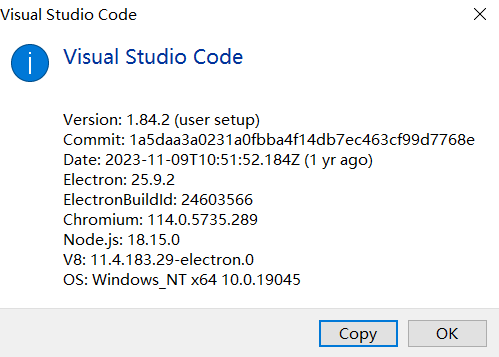 Visual Studio Code
Visual Studio Code
Version: 1.84.2 (user setup)
Commit: 1a5daa3a0231a0fbba4f14db7ec463cf99d7768e
Date: 2023-11-09T10:51:52.184Z (1 yr ago)
Electron: 25.9.2
ElectronBuildId: 24603566
Chromium: 114.0.5735.289
Node.js: 18.15.0
V8: 11.4.183.29-electron.0
OS: Windows_NT x64 10.0.19045
Copy
OK